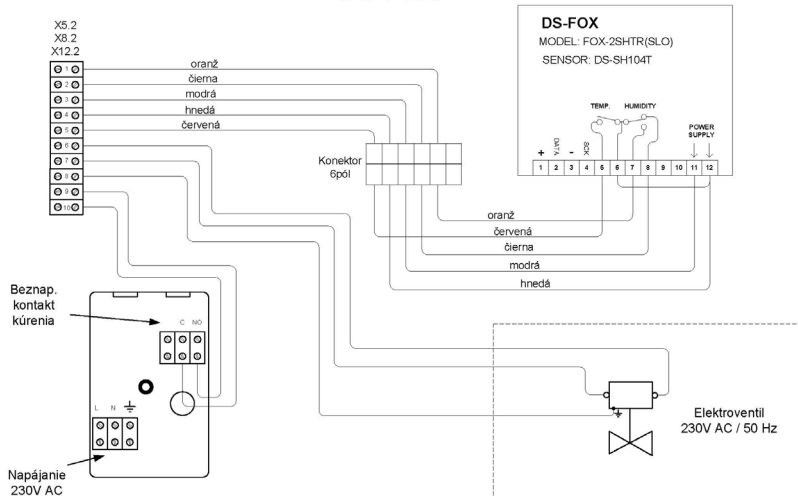 X5.2
X8.2
X12.2
DS-FOX
MODEL: FOX-2SHTR(SLO)
SENSOR: DS-SH104T
1 oranž
2 čierna
3 modrá
4 hnedá
5 červená
6
7
8
9
10
TEMP. HUMIDITY
POWER
SUPPLY
+ DATA - SCK
1 2 3 4 5 6 7 8 9 10 11 12
Konektor
6pól
oranž
červená
čierna
modrá
hnedá
Beznap.
kontakt
kúrenia
C NO
L N
Napájanie
230V AC
Elektroventil
230V AC / 50 Hz